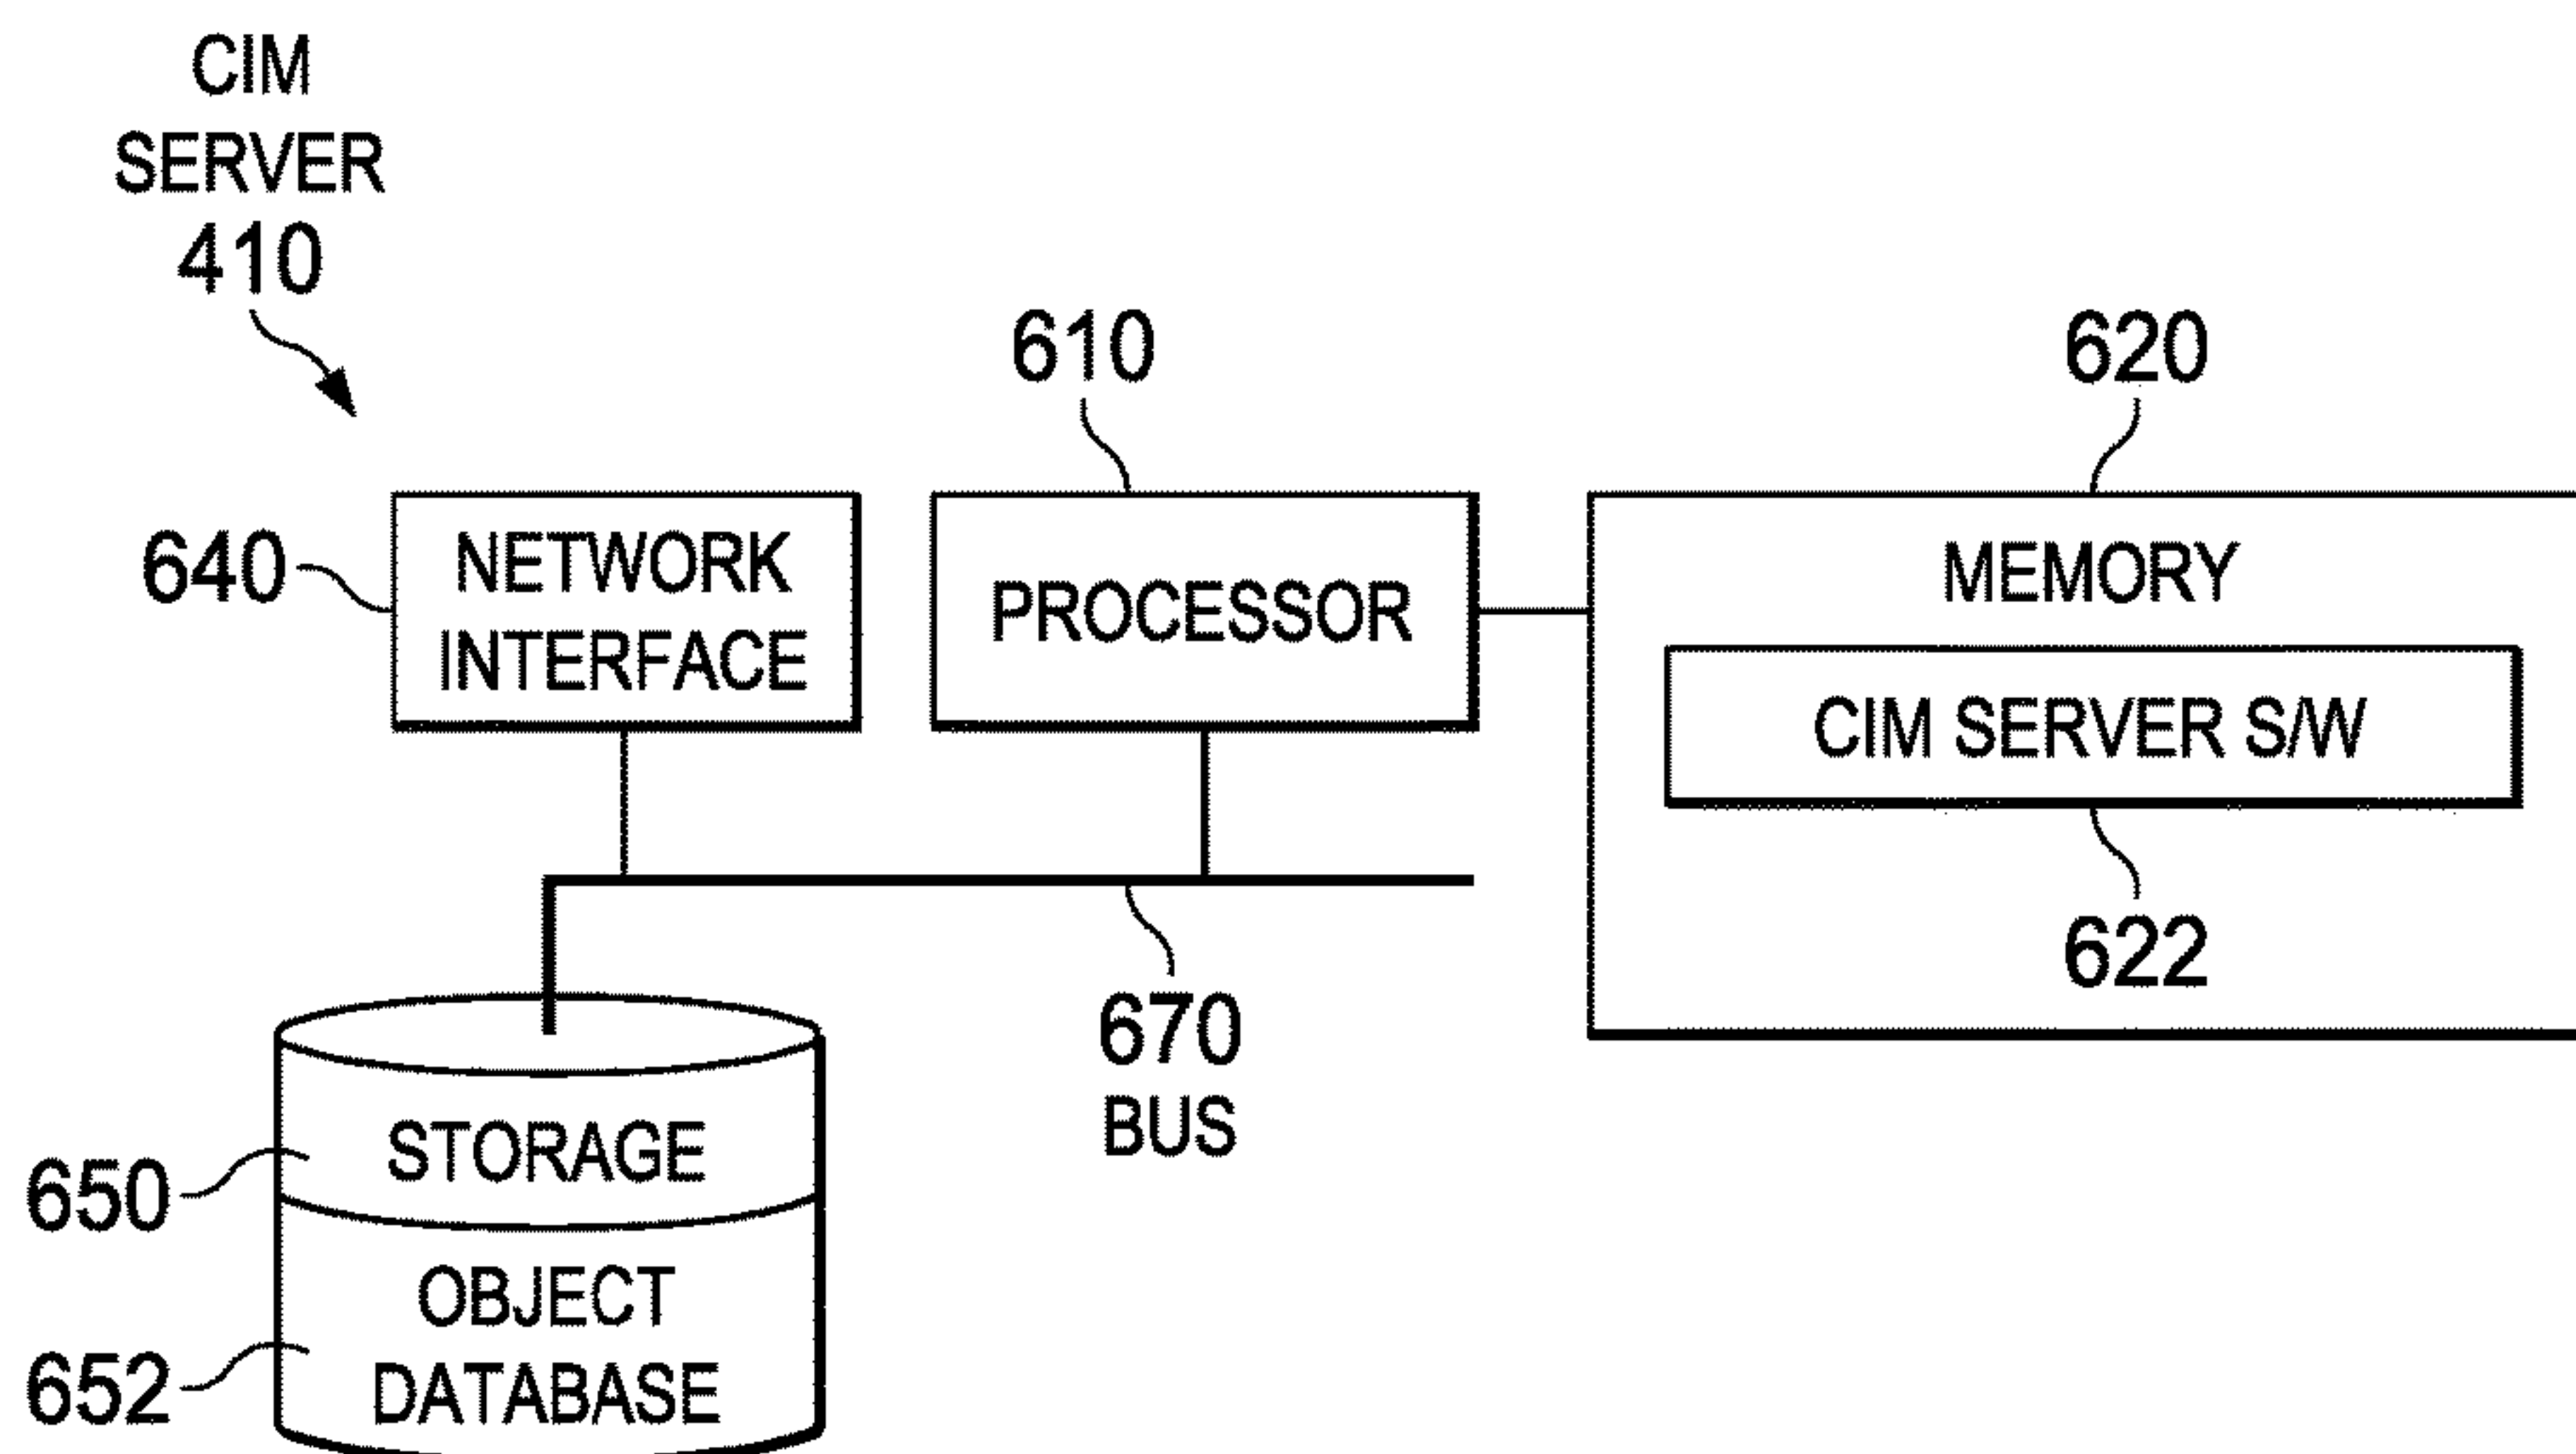 CIM
SERVER
410
610
620
640
NETWORK
INTERFACE
PROCESSOR
MEMORY
CIM SERVER S/W
622
670
BUS
650
STORAGE
OBJECT
652
DATABASE